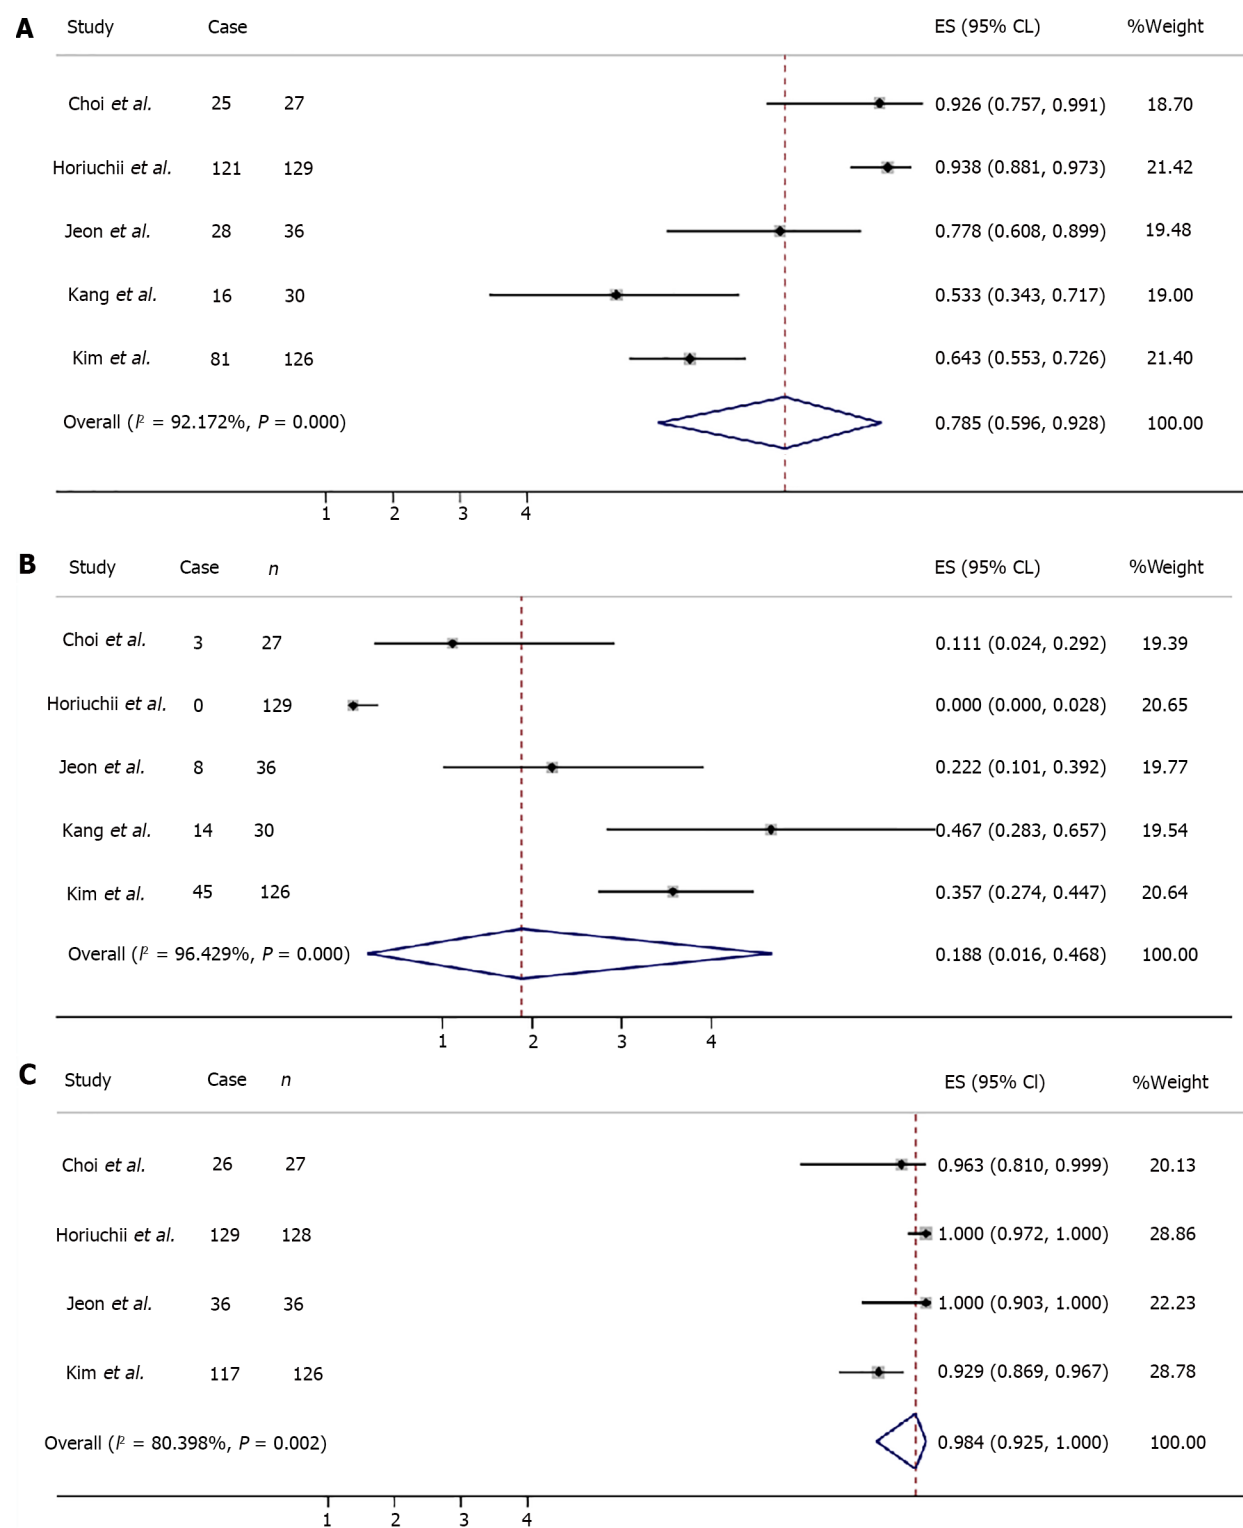 A Study Case ES (95% CL) %Weight
Choi et al. 25 27 0.926 (0.757, 0.991) 18.70
Horiuchii et al. 121 129 0.938 (0.881, 0.973) 21.42
Jeon et al. 28 36 0.778 (0.608, 0.899) 19.48
Kang et al. 16 30 0.533 (0.343, 0.717) 19.00
Kim et al. 81 126 0.643 (0.553, 0.726) 21.40
Overall (I² = 92.172%, P = 0.000) 0.785 (0.596, 0.928) 100.00
1 2 3 4
B Study Case n ES (95% CL) %Weight
Choi et al. 3 27 0.111 (0.024, 0.292) 19.39
Horiuchii et al. 0 129 0.000 (0.000, 0.028) 20.65
Jeon et al. 8 36 0.222 (0.101, 0.392) 19.77
Kang et al. 14 30 0.467 (0.283, 0.657) 19.54
Kim et al. 45 126 0.357 (0.274, 0.447) 20.64
Overall (I² = 96.429%, P = 0.000) 0.188 (0.016, 0.468) 100.00
1 2 3 4
C Study Case n ES (95% Cl) %Weight
Choi et al. 26 27 0.963 (0.810, 0.999) 20.13
Horiuchii et al. 129 128 1.000 (0.972, 1.000) 28.86
Jeon et al. 36 36 1.000 (0.903, 1.000) 22.23
Kim et al. 117 126 0.929 (0.869, 0.967) 28.78
Overall (I² = 80.398%, P = 0.002) 0.984 (0.925, 1.000) 100.00
1 2 3 4